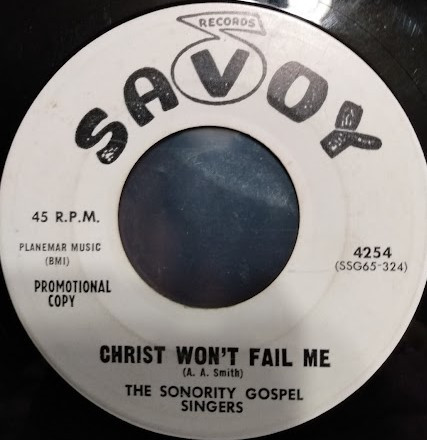 RECORDS
SAVOY
45 R.P.M.
PLANEMAR MUSIC
(BMI)
PROMOTIONAL
COPY
4254
(SSG65-324)
CHRIST WON'T FAIL ME
(A. A. Smith)
THE SONORITY GOSPEL
SINGERS